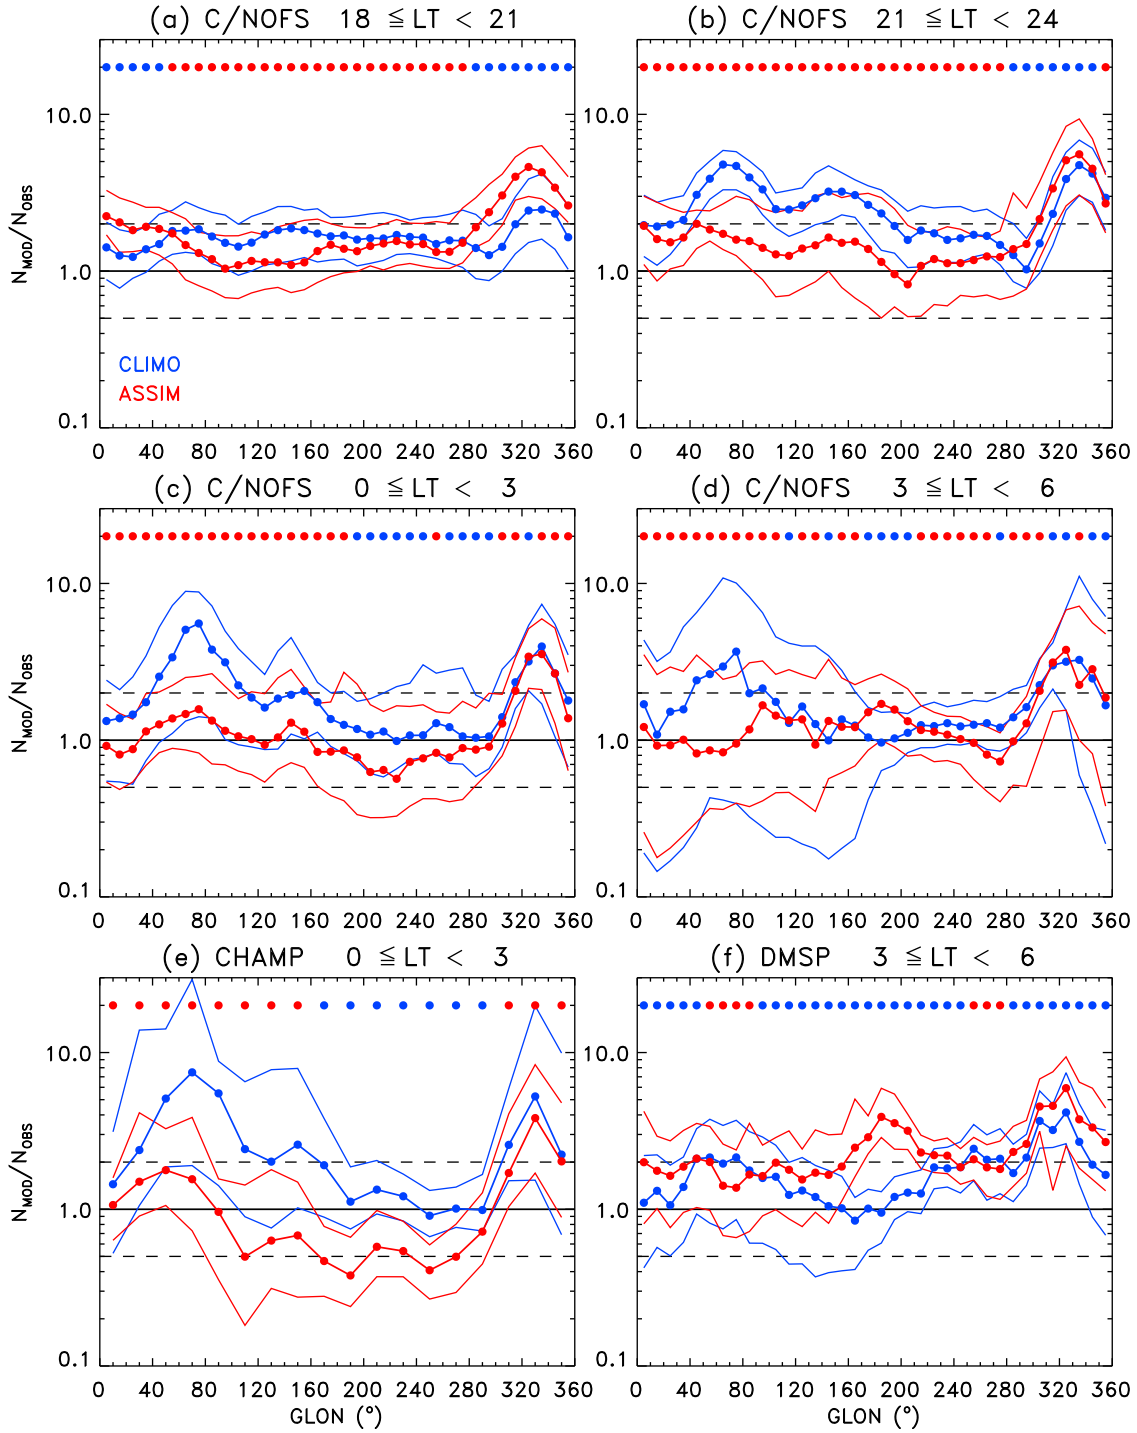 (a) C/NOFS 18 ≦ LT < 21
(b) C/NOFS 21 ≦ LT < 24
10.0
1.0
0.1
N_MOD/N_OBS
CLIMO
ASSIM
0 40 80 120 160 200 240 280 320 360
10.0
1.0
0.1
0 40 80 120 160 200 240 280 320 360
(c) C/NOFS 0 ≦ LT < 3
(d) C/NOFS 3 ≦ LT < 6
10.0
1.0
0.1
N_MOD/N_OBS
0 40 80 120 160 200 240 280 320 360
10.0
1.0
0.1
0 40 80 120 160 200 240 280 320 360
(e) CHAMP 0 ≦ LT < 3
(f) DMSP 3 ≦ LT < 6
10.0
1.0
0.1
N_MOD/N_OBS
0 40 80 120 160 200 240 280 320 360
GLON (°)
10.0
1.0
0.1
0 40 80 120 160 200 240 280 320 360
GLON (°)